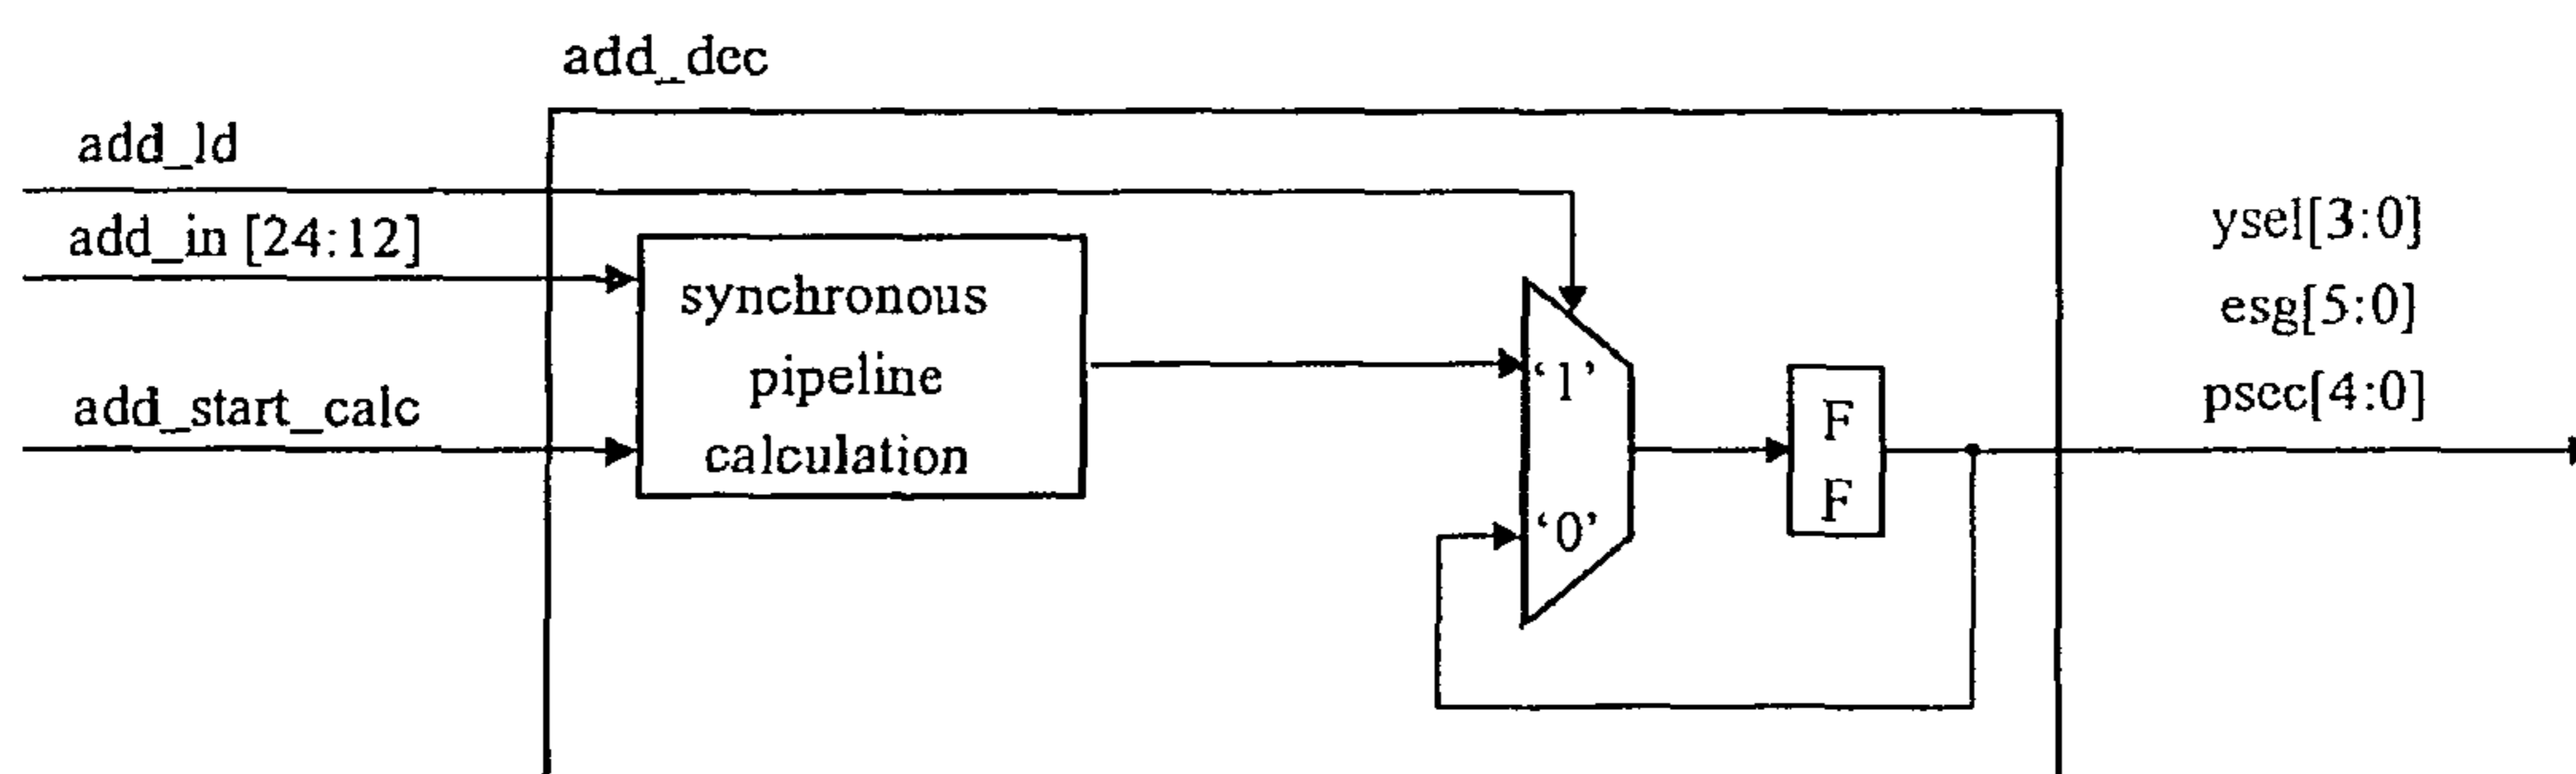 add_dec
add_ld
add_in [24:12]
add_start_calc
synchronous
pipeline
calculation
‘1’
‘0’
F
F
ysel[3:0]
esg[5:0]
psec[4:0]